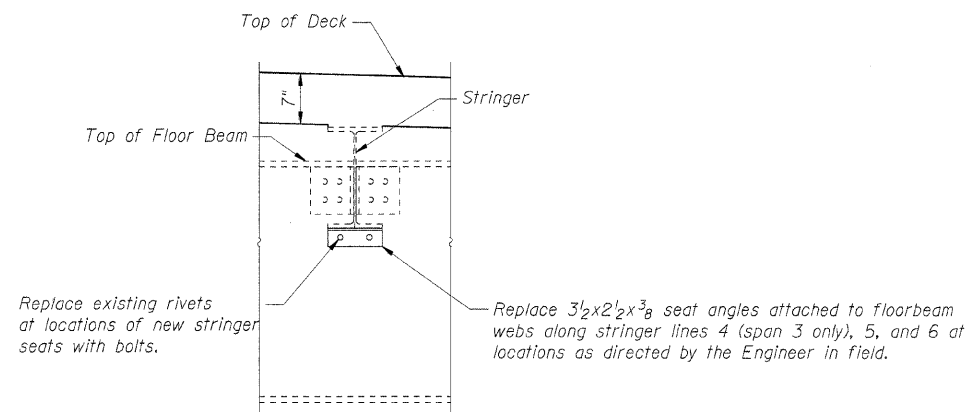 Top of Deck
7"
Stringer
Top of Floor Beam
Replace existing rivets
at locations of new stringer
seats with bolts.
Replace 3½x2½x⅜ seat angles attached to floorbeam
webs along stringer lines 4 (span 3 only), 5, and 6 at
locations as directed by the Engineer in field.